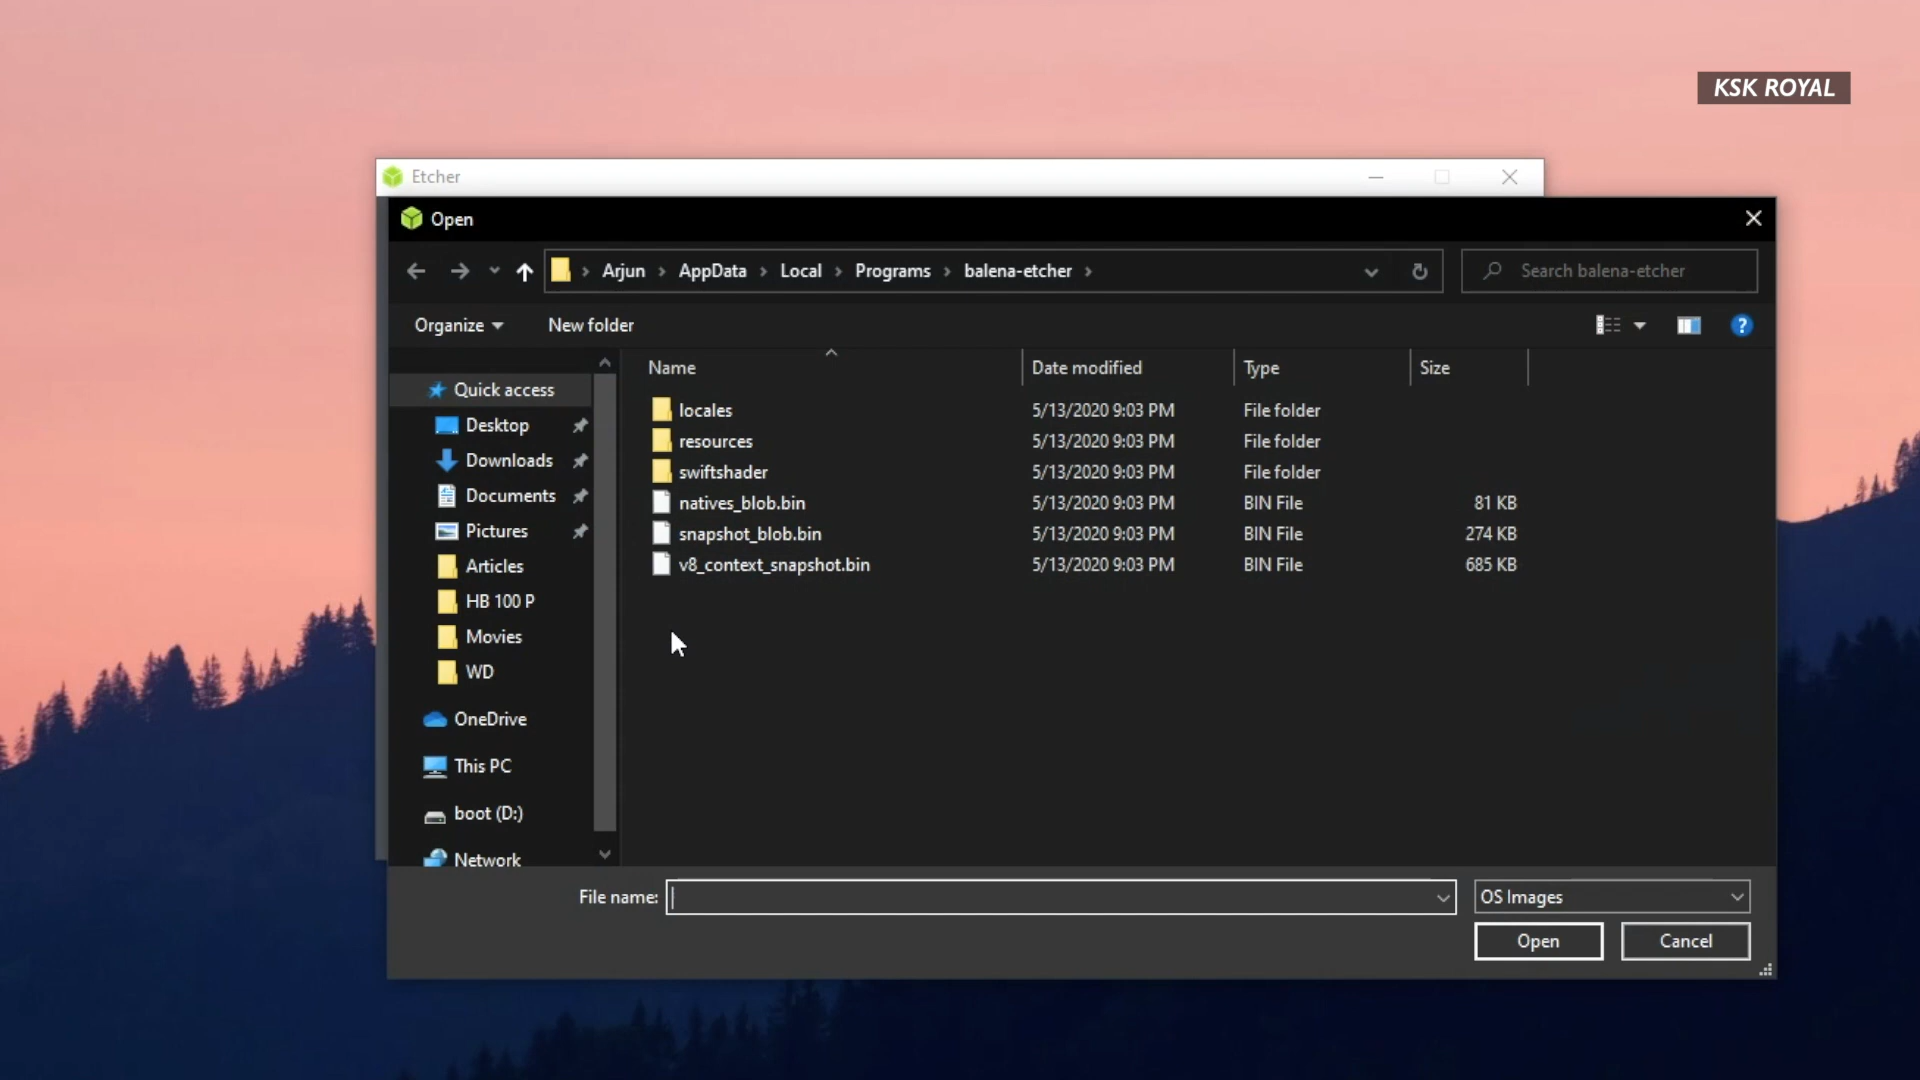 KSK ROYAL
Etcher
Open
Arjun › AppData › Local › Programs › balena-etcher ›
Search balena-etcher
Organize
New folder
Name Date modified Type Size
Quick access
Desktop
Downloads
Documents
Pictures
Articles
HB 100 P
Movies
WD
OneDrive
This PC
boot (D:)
Network
locales 5/13/2020 9:03 PM File folder
resources 5/13/2020 9:03 PM File folder
swiftshader 5/13/2020 9:03 PM File folder
natives_blob.bin 5/13/2020 9:03 PM BIN File 81 KB
snapshot_blob.bin 5/13/2020 9:03 PM BIN File 274 KB
v8_context_snapshot.bin 5/13/2020 9:03 PM BIN File 685 KB
File name:
OS Images
Open
Cancel